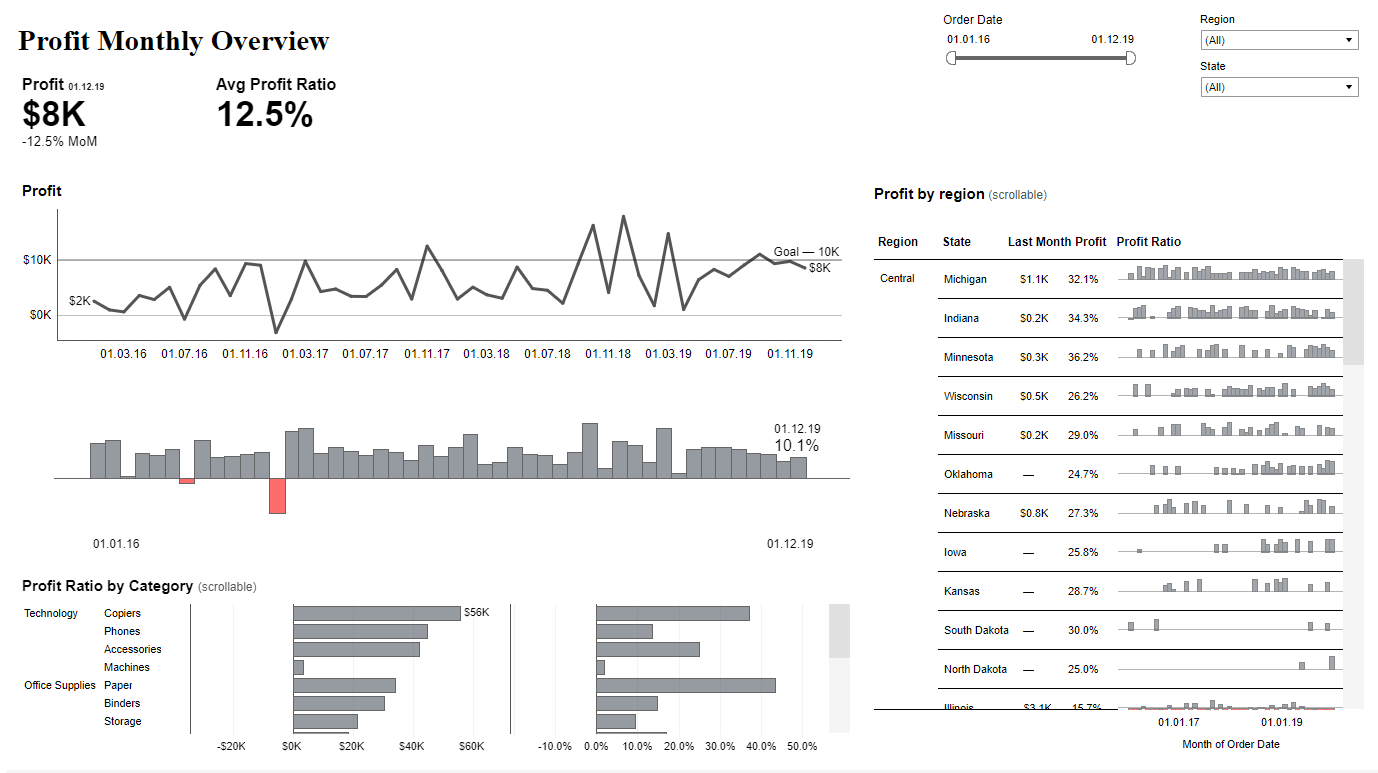 Profit Monthly Overview
Order Date
01.01.16 01.12.19
Region
(All)
State
(All)
Profit 01.12.19
$8K
-12.5% MoM
Avg Profit Ratio
12.5%
Profit
$10K
$0K
$2K
Goal — 10K
$8K
01.03.16 01.07.16 01.11.16 01.03.17 01.07.17 01.11.17 01.03.18 01.07.18 01.11.18 01.03.19 01.07.19 01.11.19
01.12.19
10.1%
01.01.16 01.12.19
Profit Ratio by Category (scrollable)
Technology Copiers $56K
Phones
Accessories
Machines
Office Supplies Paper
Binders
Storage
-$20K $0K $20K $40K $60K -10.0% 0.0% 10.0% 20.0% 30.0% 40.0% 50.0%
Profit by region (scrollable)
Region State Last Month Profit Profit Ratio
Central Michigan $1.1K 32.1%
Indiana $0.2K 34.3%
Minnesota $0.3K 36.2%
Wisconsin $0.5K 26.2%
Missouri $0.2K 29.0%
Oklahoma — 24.7%
Nebraska $0.8K 27.3%
Iowa — 25.8%
Kansas — 28.7%
South Dakota — 30.0%
North Dakota — 25.0%
Illinois $3.1K 15.7%
01.01.17 01.01.19
Month of Order Date